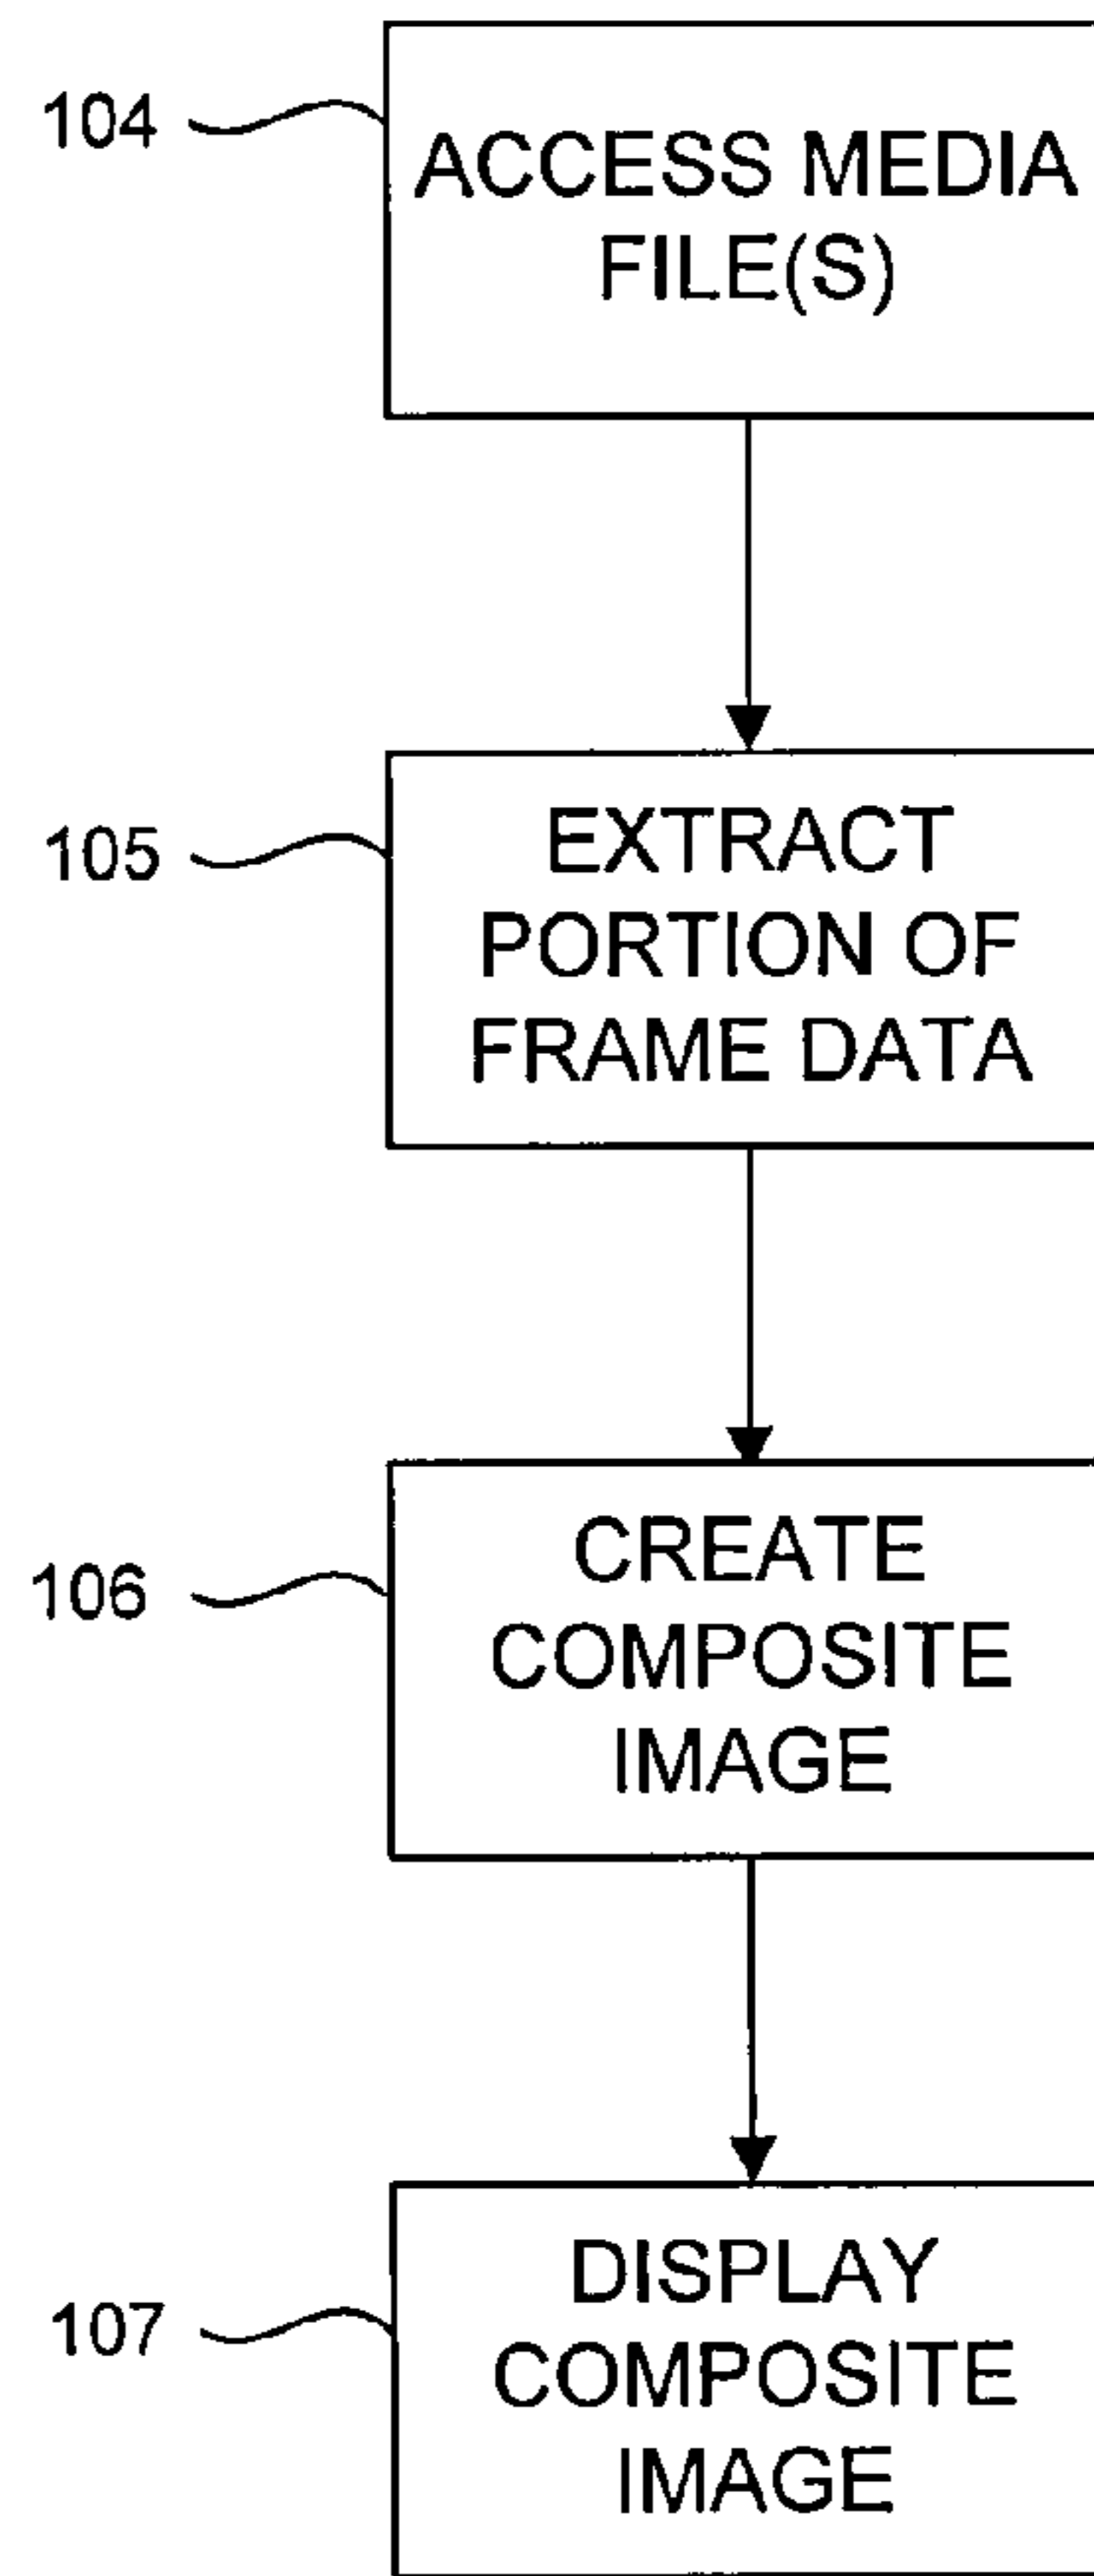 104
ACCESS MEDIA
FILE(S)
105
EXTRACT
PORTION OF
FRAME DATA
106
CREATE
COMPOSITE
IMAGE
107
DISPLAY
COMPOSITE
IMAGE